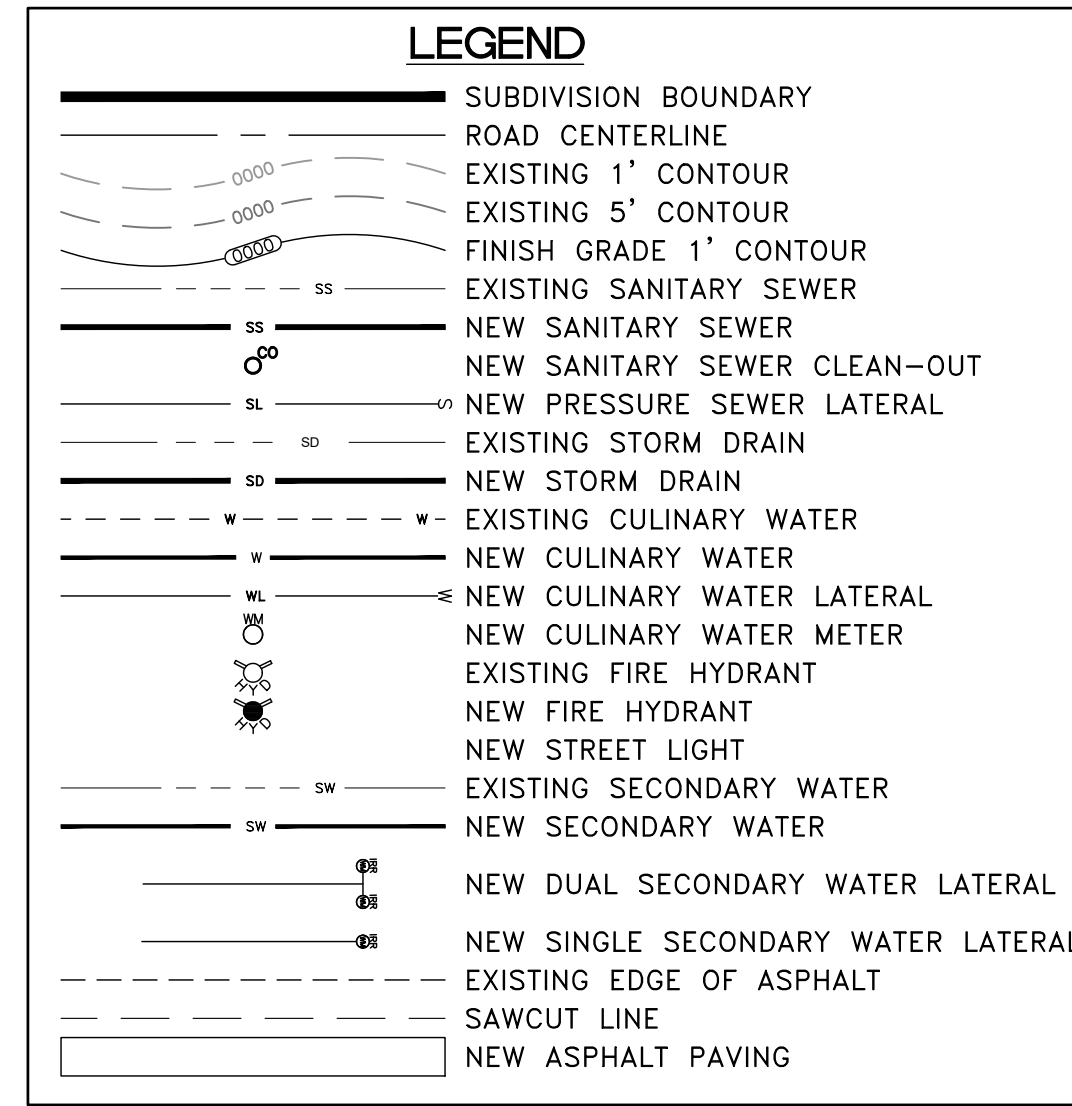 LEGEND
SUBDIVISION BOUNDARY
ROAD CENTERLINE
0000 EXISTING 1' CONTOUR
0000 EXISTING 5' CONTOUR
0000 FINISH GRADE 1' CONTOUR
SS EXISTING SANITARY SEWER
SS NEW SANITARY SEWER
CO NEW SANITARY SEWER CLEAN-OUT
SL S NEW PRESSURE SEWER LATERAL
SD EXISTING STORM DRAIN
SD NEW STORM DRAIN
W W EXISTING CULINARY WATER
W NEW CULINARY WATER
WL W NEW CULINARY WATER LATERAL
WM NEW CULINARY WATER METER
HYD EXISTING FIRE HYDRANT
HYD NEW FIRE HYDRANT
NEW STREET LIGHT
SW EXISTING SECONDARY WATER
SW NEW SECONDARY WATER
IRR
NEW DUAL SECONDARY WATER LATERAL
IRR
IRR NEW SINGLE SECONDARY WATER LATERAL
EXISTING EDGE OF ASPHALT
SAWCUT LINE
NEW ASPHALT PAVING